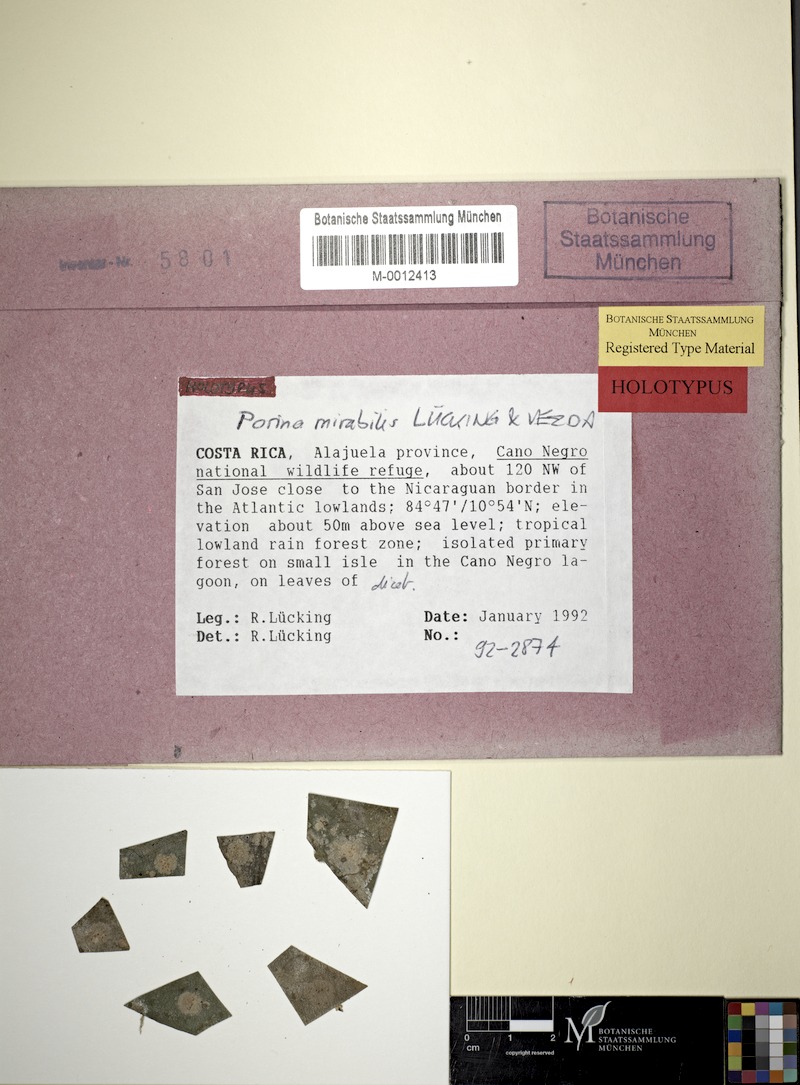 Botanische Staatssammlung München
M-0012413
Botanische
Staatssammlung
München
Inventar-Nr. 5801
BOTANISCHE STAATSSAMMLUNG
MÜNCHEN
Registered Type Material
HOLOTYPUS
Holotypus
Porina mirabilis LÜCKING & VEZDA
COSTA RICA, Alajuela province, Cano Negro
national wildlife refuge, about 120 NW of
San Jose close to the Nicaraguan border in
the Atlantic lowlands; 84°47'/10°54'N; ele-
vation about 50m above sea level; tropical
lowland rain forest zone; isolated primary
forest on small isle in the Cano Negro la-
goon, on leaves of dicot.
Leg.: R.Lücking Date: January 1992
Det.: R.Lücking No.: 92-2874
0 1 2
cm
copyright reserved
M BOTANISCHE
STAATSSAMMLUNG
MÜNCHEN